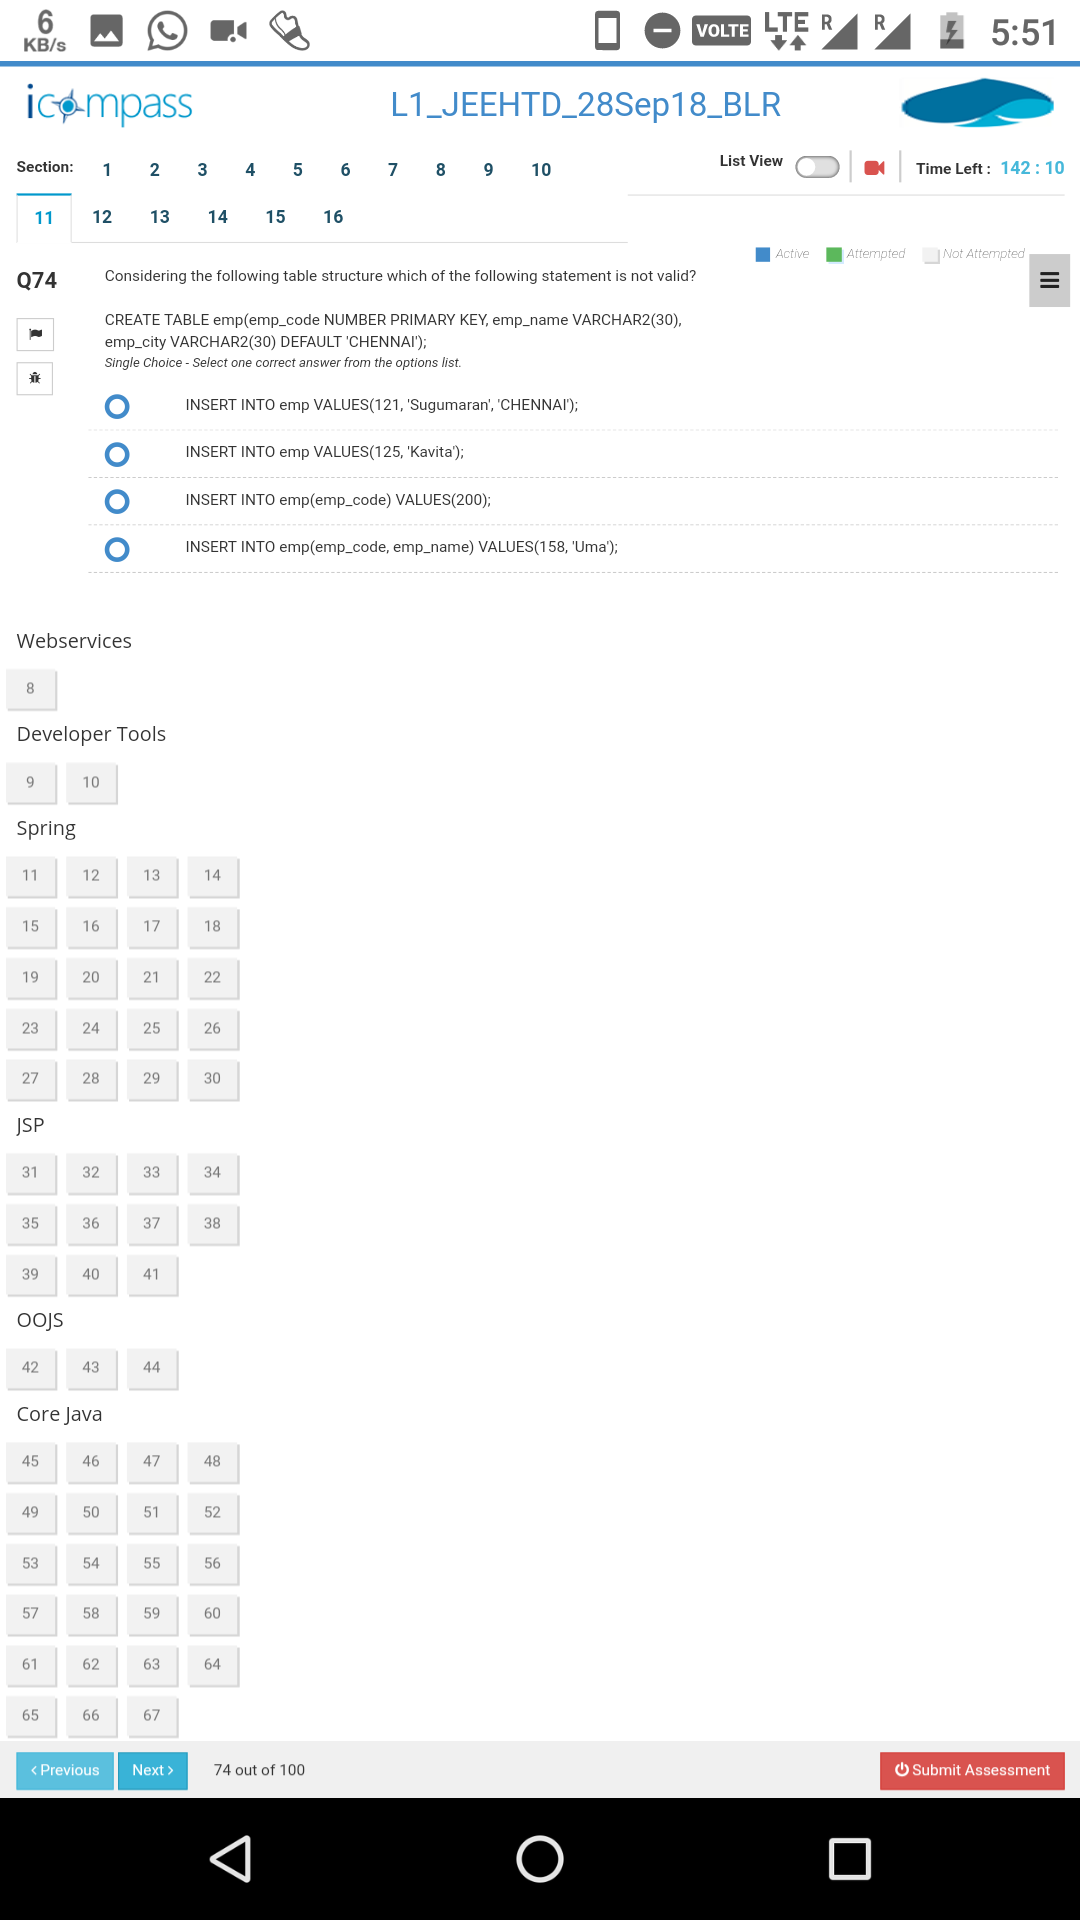 6
KB/s
VOLTE
LTE
R
R
5:51
icompass
L1_JEEHTD_28Sep18_BLR
Section: 1 2 3 4 5 6 7 8 9 10
List View
Time Left : 142 : 10
11 12 13 14 15 16
Active Attempted Not Attempted
Q74
Considering the following table structure which of the following statement is not valid?
CREATE TABLE emp(emp_code NUMBER PRIMARY KEY, emp_name VARCHAR2(30),
emp_city VARCHAR2(30) DEFAULT 'CHENNAI');
Single Choice - Select one correct answer from the options list.
INSERT INTO emp VALUES(121, 'Sugumaran', 'CHENNAI');
INSERT INTO emp VALUES(125, 'Kavita');
INSERT INTO emp(emp_code) VALUES(200);
INSERT INTO emp(emp_code, emp_name) VALUES(158, 'Uma');
Webservices
8
Developer Tools
9 10
Spring
11 12 13 14
15 16 17 18
19 20 21 22
23 24 25 26
27 28 29 30
JSP
31 32 33 34
35 36 37 38
39 40 41
OOJS
42 43 44
Core Java
45 46 47 48
49 50 51 52
53 54 55 56
57 58 59 60
61 62 63 64
65 66 67
Previous Next 74 out of 100 Submit Assessment